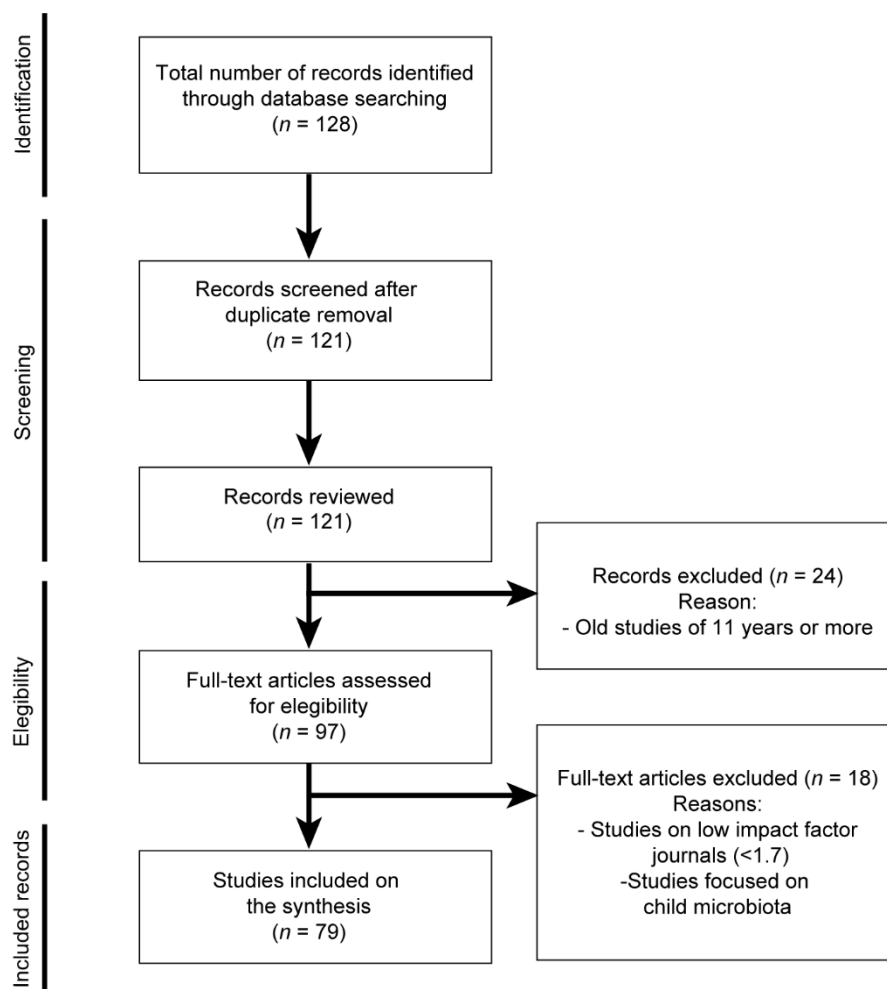 Identification
Total number of records identified
through database searching
(n = 128)
Screening
Records screened after
duplicate removal
(n = 121)
Records reviewed
(n = 121)
Records excluded (n = 24)
Reason:
- Old studies of 11 years or more
Elegibility
Full-text articles assessed
for elegibility
(n = 97)
Full-text articles excluded (n = 18)
Reasons:
- Studies on low impact factor
journals (<1.7)
-Studies focused on
child microbiota
Included records
Studies included on
the synthesis
(n = 79)